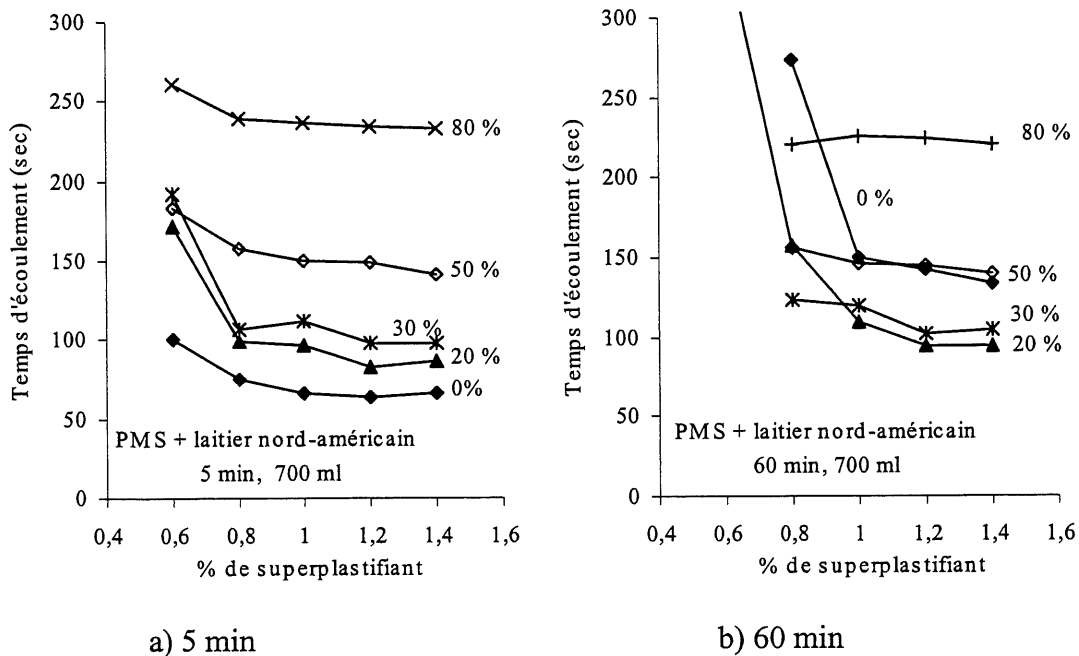 300
250
200
150
100
50
0
Temps d'écoulement (sec)
80 %
50 %
30 %
20 %
0%
PMS + laitier nord-américain
5 min, 700 ml
0,4 0,6 0,8 1 1,2 1,4 1,6
% de superplastifiant
a) 5 min
300
250
200
150
100
50
0
Temps d'écoulement (sec)
80 %
0 %
50 %
30 %
20 %
PMS + laitier nord-américain
60 min, 700 ml
0,4 0,6 0,8 1 1,2 1,4 1,6
% de superplastifiant
b) 60 min